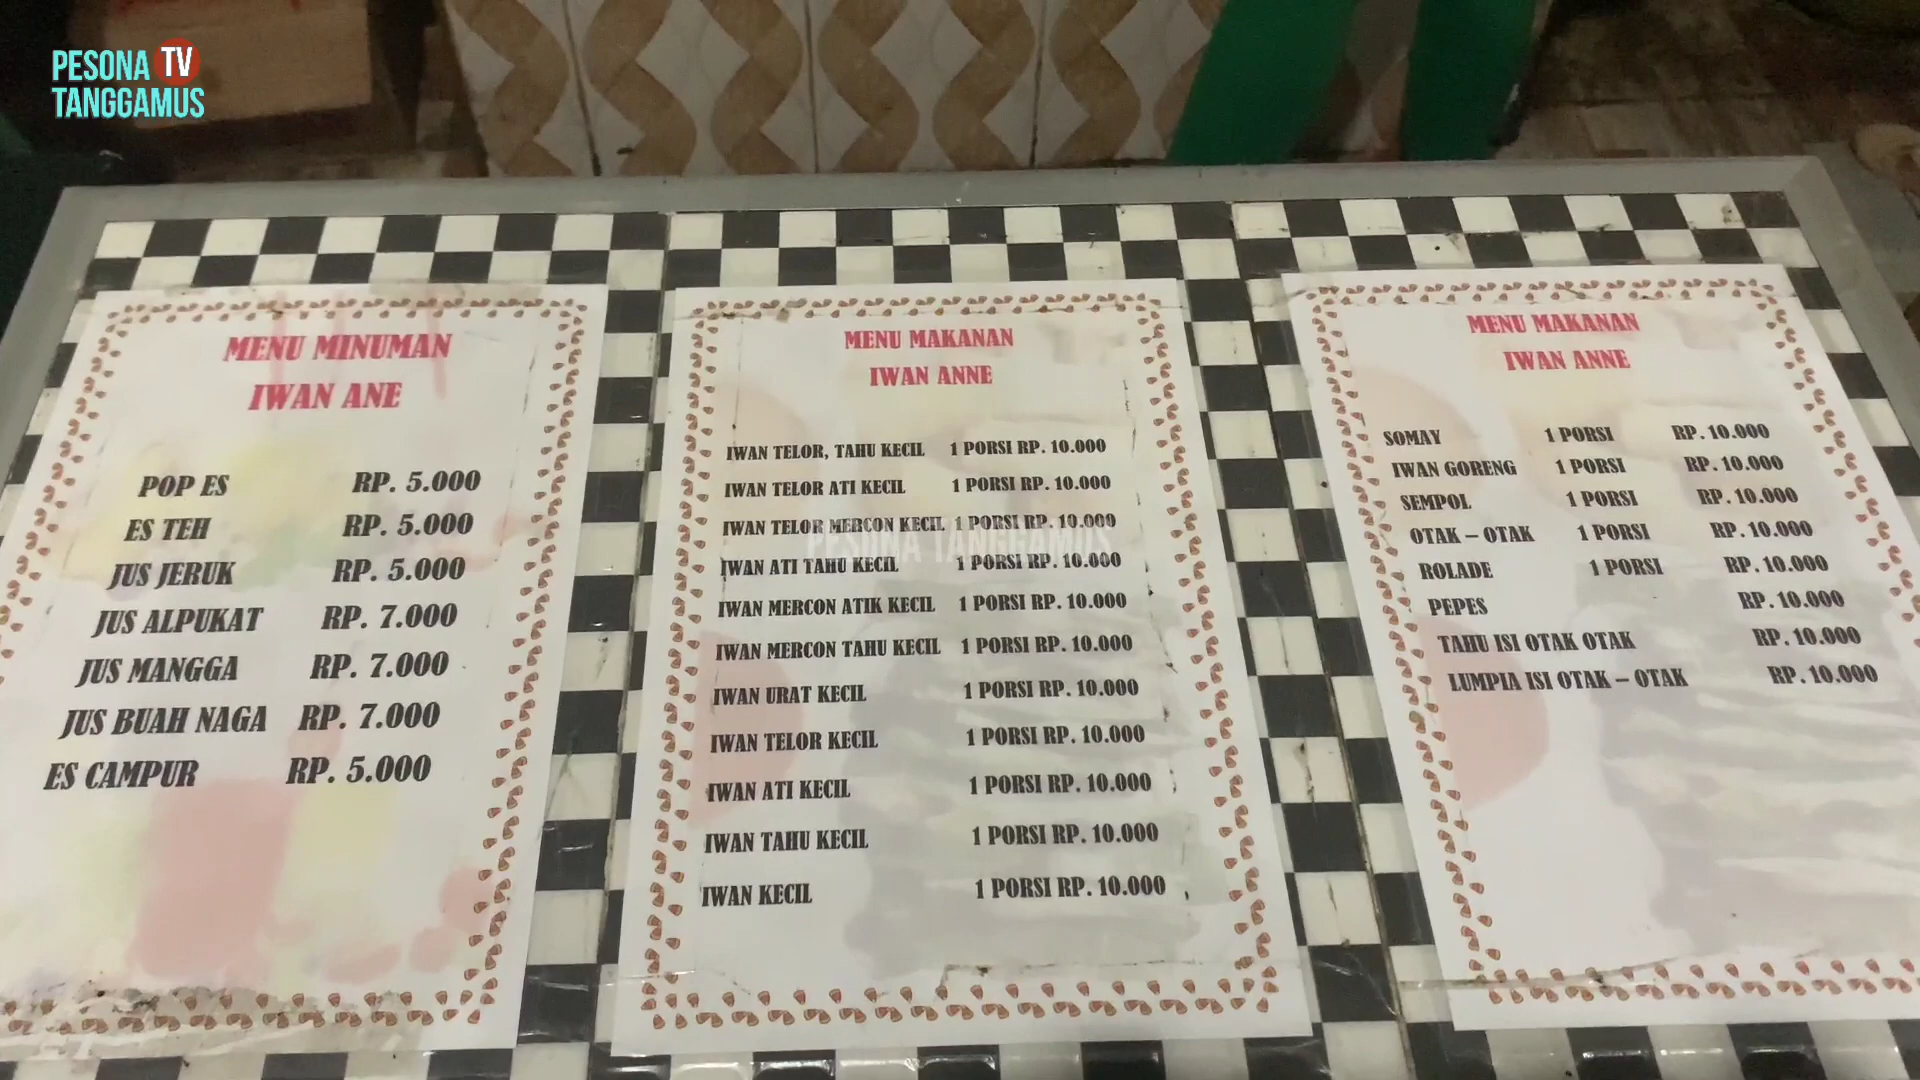 PESONA TV
TANGGAMUS
MENU MINUMAN
IWAN ANE
POP ES RP. 5.000
ES TEH RP. 5.000
JUS JERUK RP. 5.000
JUS ALPUKAT RP. 7.000
JUS MANGGA RP. 7.000
JUS BUAH NAGA RP. 7.000
ES CAMPUR RP. 5.000
MENU MAKANAN
IWAN ANNE
IWAN TELOR, TAHU KECIL 1 PORSI RP. 10.000
IWAN TELOR ATI KECIL 1 PORSI RP. 10.000
IWAN TELOR MERCON KECIL 1 PORSI RP. 10.000
PESONA TANGGAMUS
IWAN ATI TAHU KECIL 1 PORSI RP. 10.000
IWAN MERCON ATIK KECIL 1 PORSI RP. 10.000
IWAN MERCON TAHU KECIL 1 PORSI RP. 10.000
IWAN URAT KECIL 1 PORSI RP. 10.000
IWAN TELOR KECIL 1 PORSI RP. 10.000
IWAN ATI KECIL 1 PORSI RP. 10.000
IWAN TAHU KECIL 1 PORSI RP. 10.000
IWAN KECIL 1 PORSI RP. 10.000
MENU MAKANAN
IWAN ANNE
SOMAY 1 PORSI RP. 10.000
IWAN GORENG 1 PORSI RP. 10.000
SEMPOL 1 PORSI RP. 10.000
OTAK – OTAK 1 PORSI RP. 10.000
ROLADE 1 PORSI RP. 10.000
PEPES RP. 10.000
TAHU ISI OTAK OTAK RP. 10.000
LUMPIA ISI OTAK – OTAK RP. 10.000